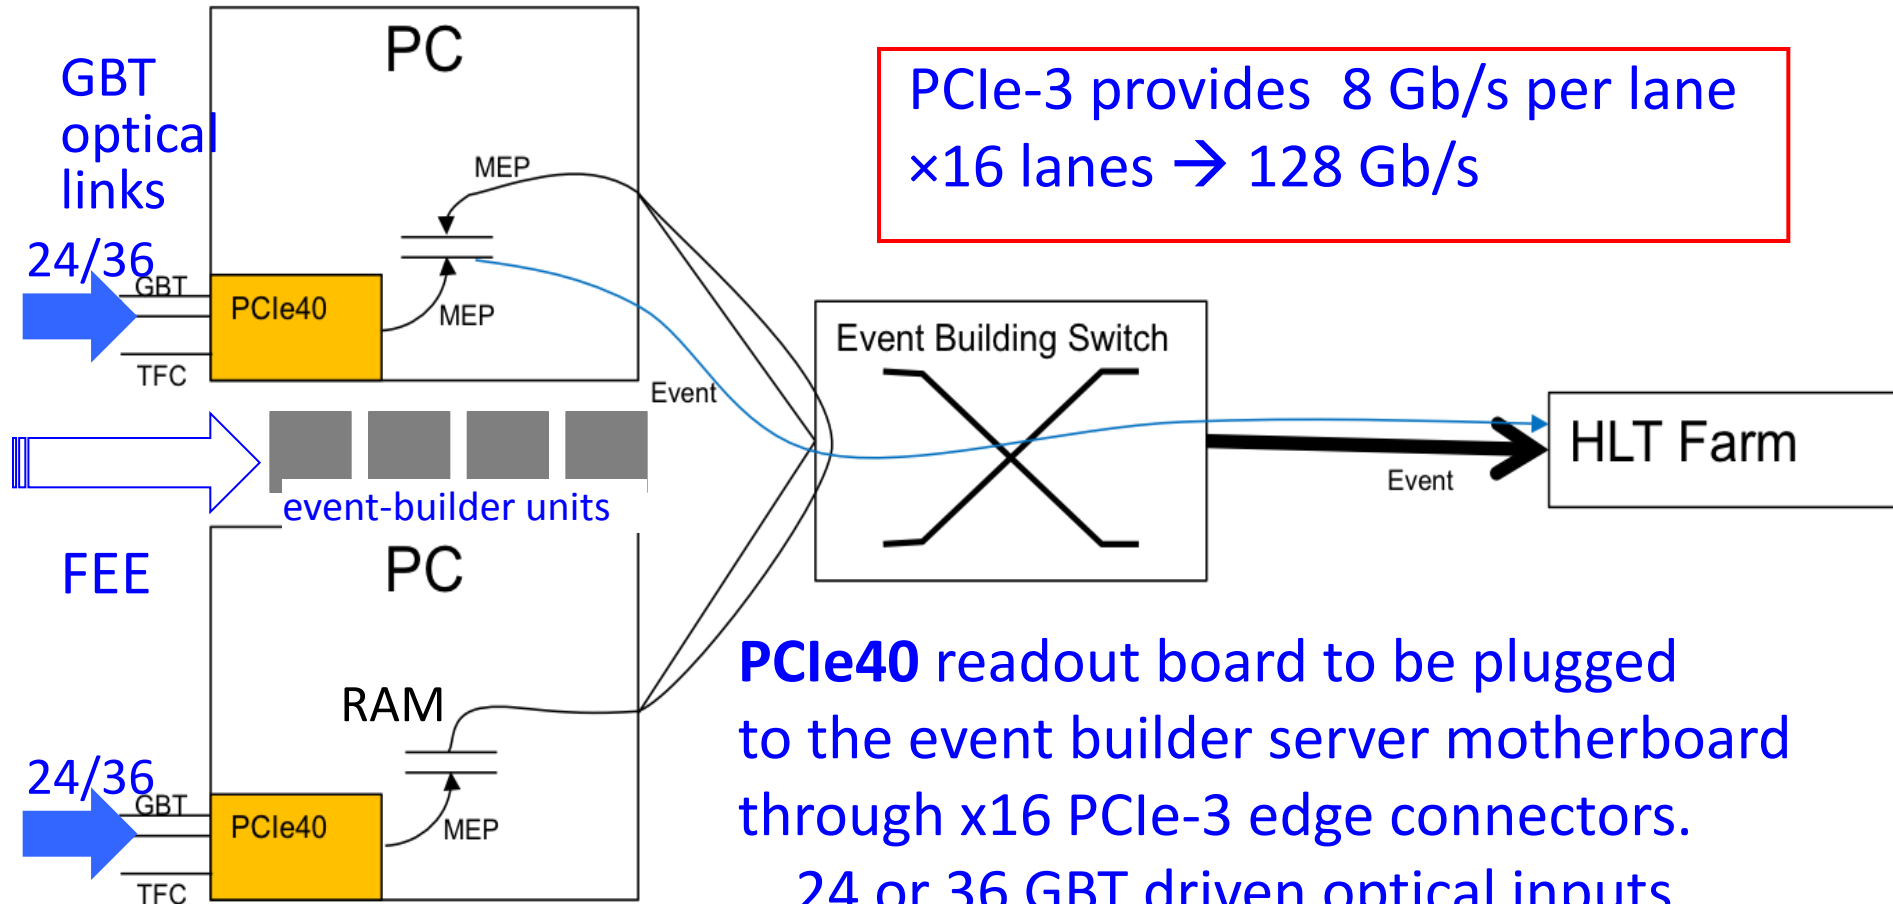 PC
GBT
optical
links
24/36
GBT
TFC
PCIe40
MEP
MEP
PCIe-3 provides 8 Gb/s per lane
×16 lanes → 128 Gb/s
Event Building Switch
Event
HLT Farm
Event
event-builder units
FEE
PC
RAM
24/36
GBT
TFC
PCIe40
MEP
PCIe40 readout board to be plugged
to the event builder server motherboard
through x16 PCIe-3 edge connectors.
24 or 36 GBT driven optical inputs